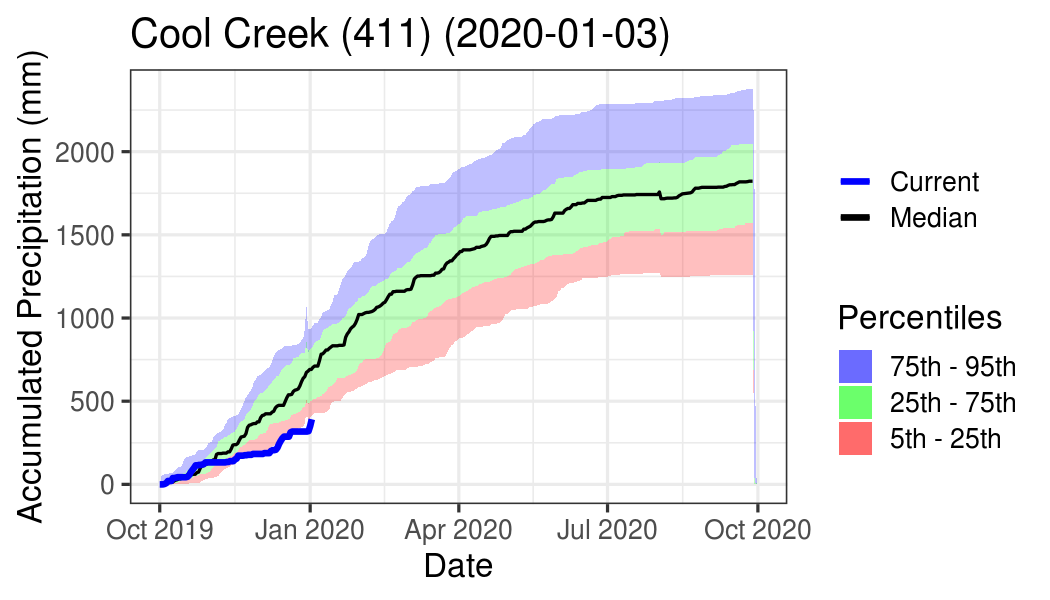 Cool Creek (411) (2020-01-03)
Accumulated Precipitation (mm)
2000
1500
1000
500
0
Oct 2019
Jan 2020
Apr 2020
Jul 2020
Oct 2020
Date
Current
Median
Percentiles
75th - 95th
25th - 75th
5th - 25th